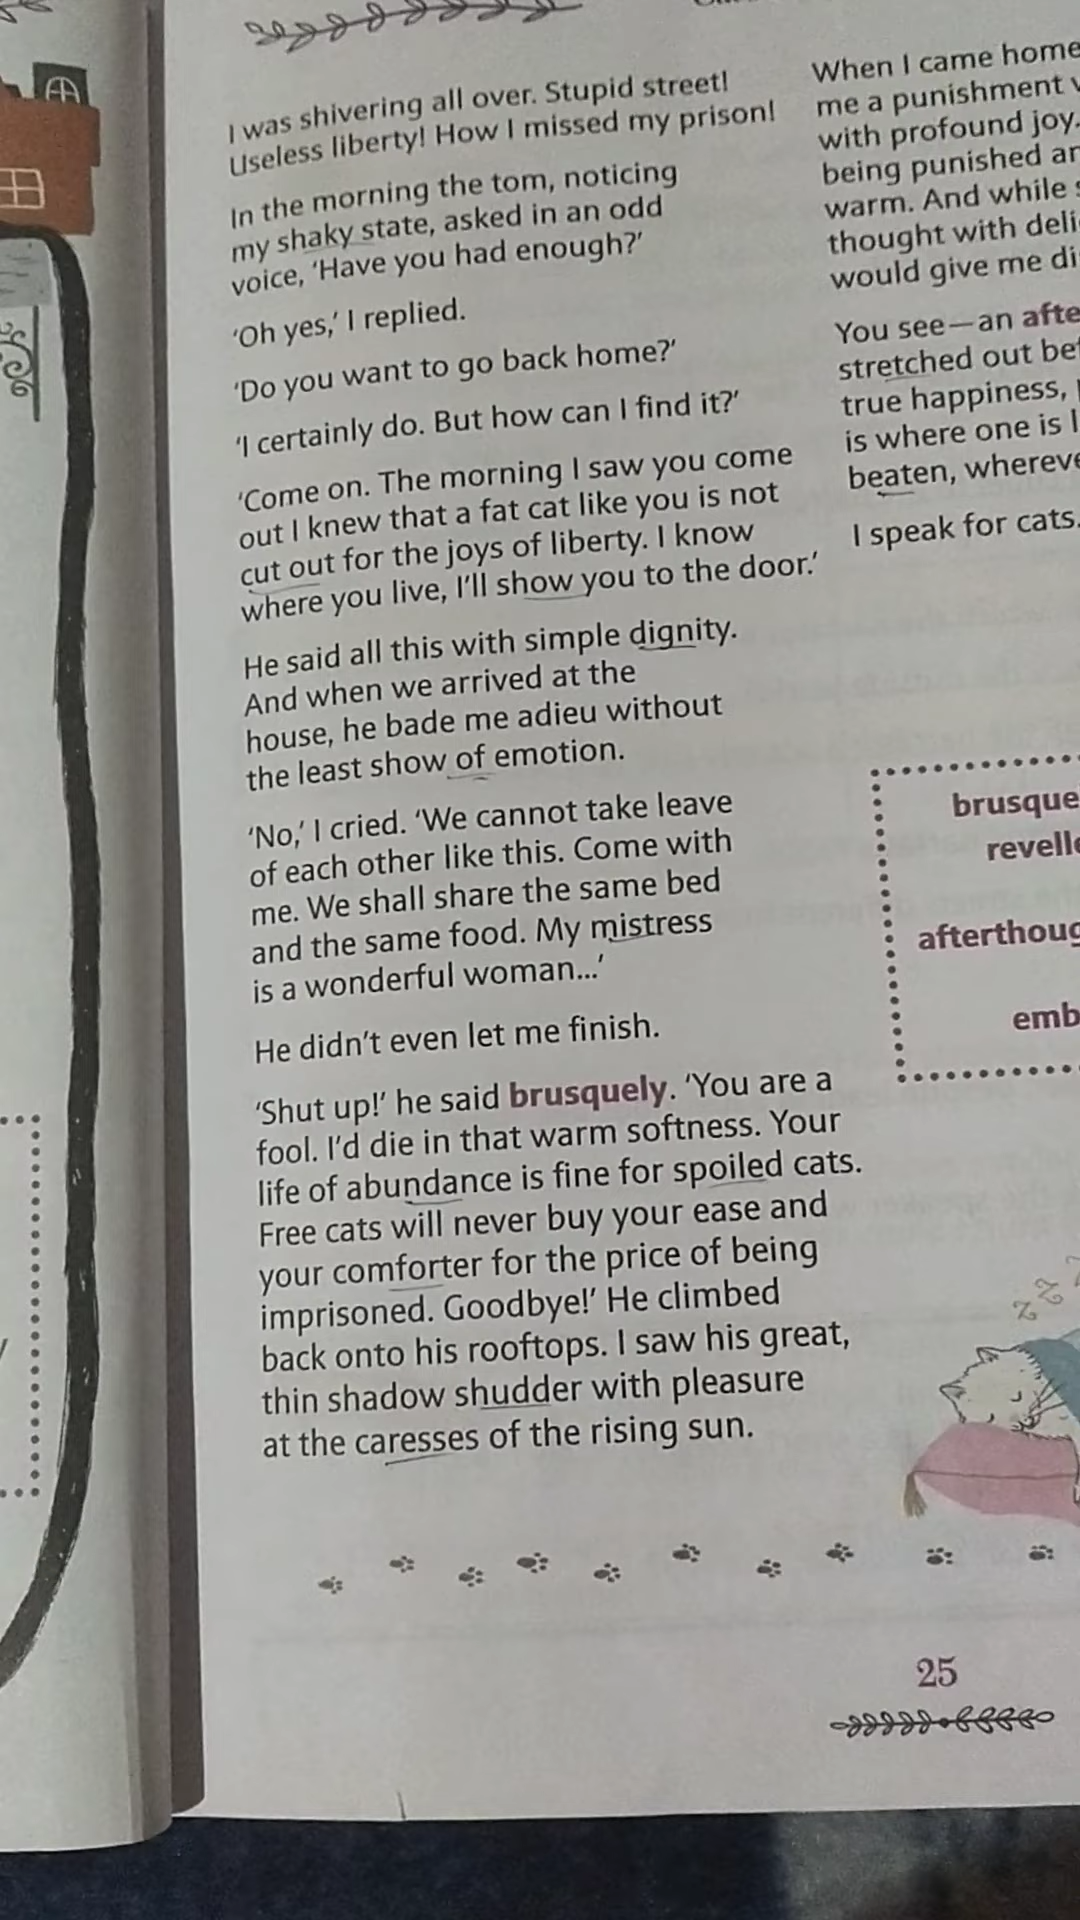 I was shivering all over. Stupid street!
Useless liberty! How I missed my prison!
In the morning the tom, noticing
my shaky state, asked in an odd
voice, ‘Have you had enough?’
‘Oh yes,’ I replied.
‘Do you want to go back home?’
‘I certainly do. But how can I find it?’
‘Come on. The morning I saw you come
out I knew that a fat cat like you is not
cut out for the joys of liberty. I know
where you live, I’ll show you to the door.’
He said all this with simple dignity.
And when we arrived at the
house, he bade me adieu without
the least show of emotion.
‘No,’ I cried. ‘We cannot take leave
of each other like this. Come with
me. We shall share the same bed
and the same food. My mistress
is a wonderful woman...’
He didn’t even let me finish.
‘Shut up!’ he said brusquely. ‘You are a
fool. I’d die in that warm softness. Your
life of abundance is fine for spoiled cats.
Free cats will never buy your ease and
your comforter for the price of being
imprisoned. Goodbye!’ He climbed
back onto his rooftops. I saw his great,
thin shadow shudder with pleasure
at the caresses of the rising sun.
When I came home
me a punishment
with profound joy.
being punished
warm. And while
thought with
would give me
You see—an
stretched out
true happiness,
is where one is
beaten,
I speak for cats.
z z
25